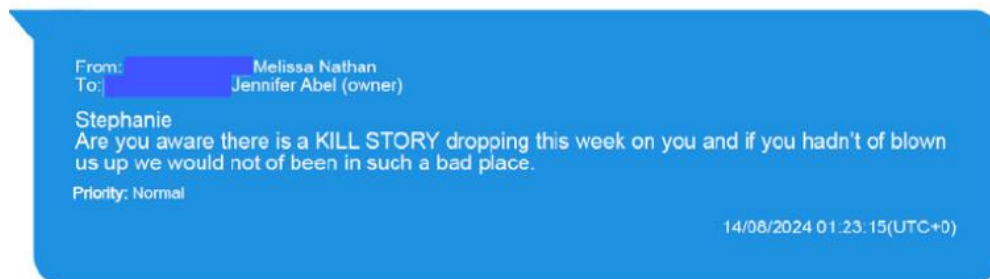 From: Melissa Nathan
To: Jennifer Abel (owner)
Stephanie
Are you aware there is a KILL STORY dropping this week on you and if you hadn't of blown
us up we would not of been in such a bad place.
Priority: Normal
14/08/2024 01:23:15(UTC+0)